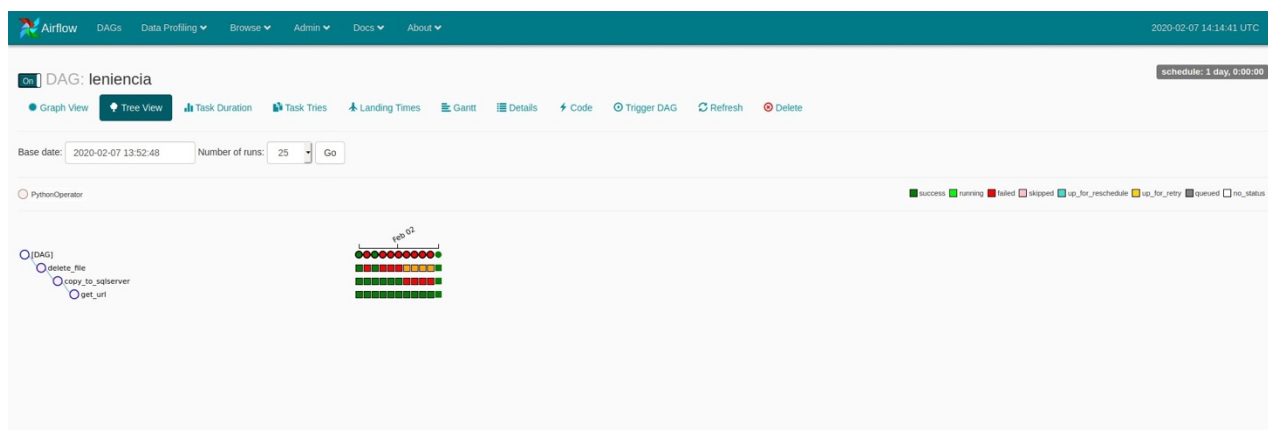 Airflow DAGs Data Profiling Browse Admin Docs About 2020-02-07 14:14:41 UTC
On DAG: leniencia schedule: 1 day, 0:00:00
Graph View Tree View Task Duration Task Tries Landing Times Gantt Details Code Trigger DAG Refresh Delete
Base date: 2020-02-07 13:52:48 Number of runs: 25 Go
PythonOperator success running failed skipped up_for_reschedule up_for_retry queued no_status
Feb 02
[DAG]
delete_file
copy_to_sqlserver
get_url